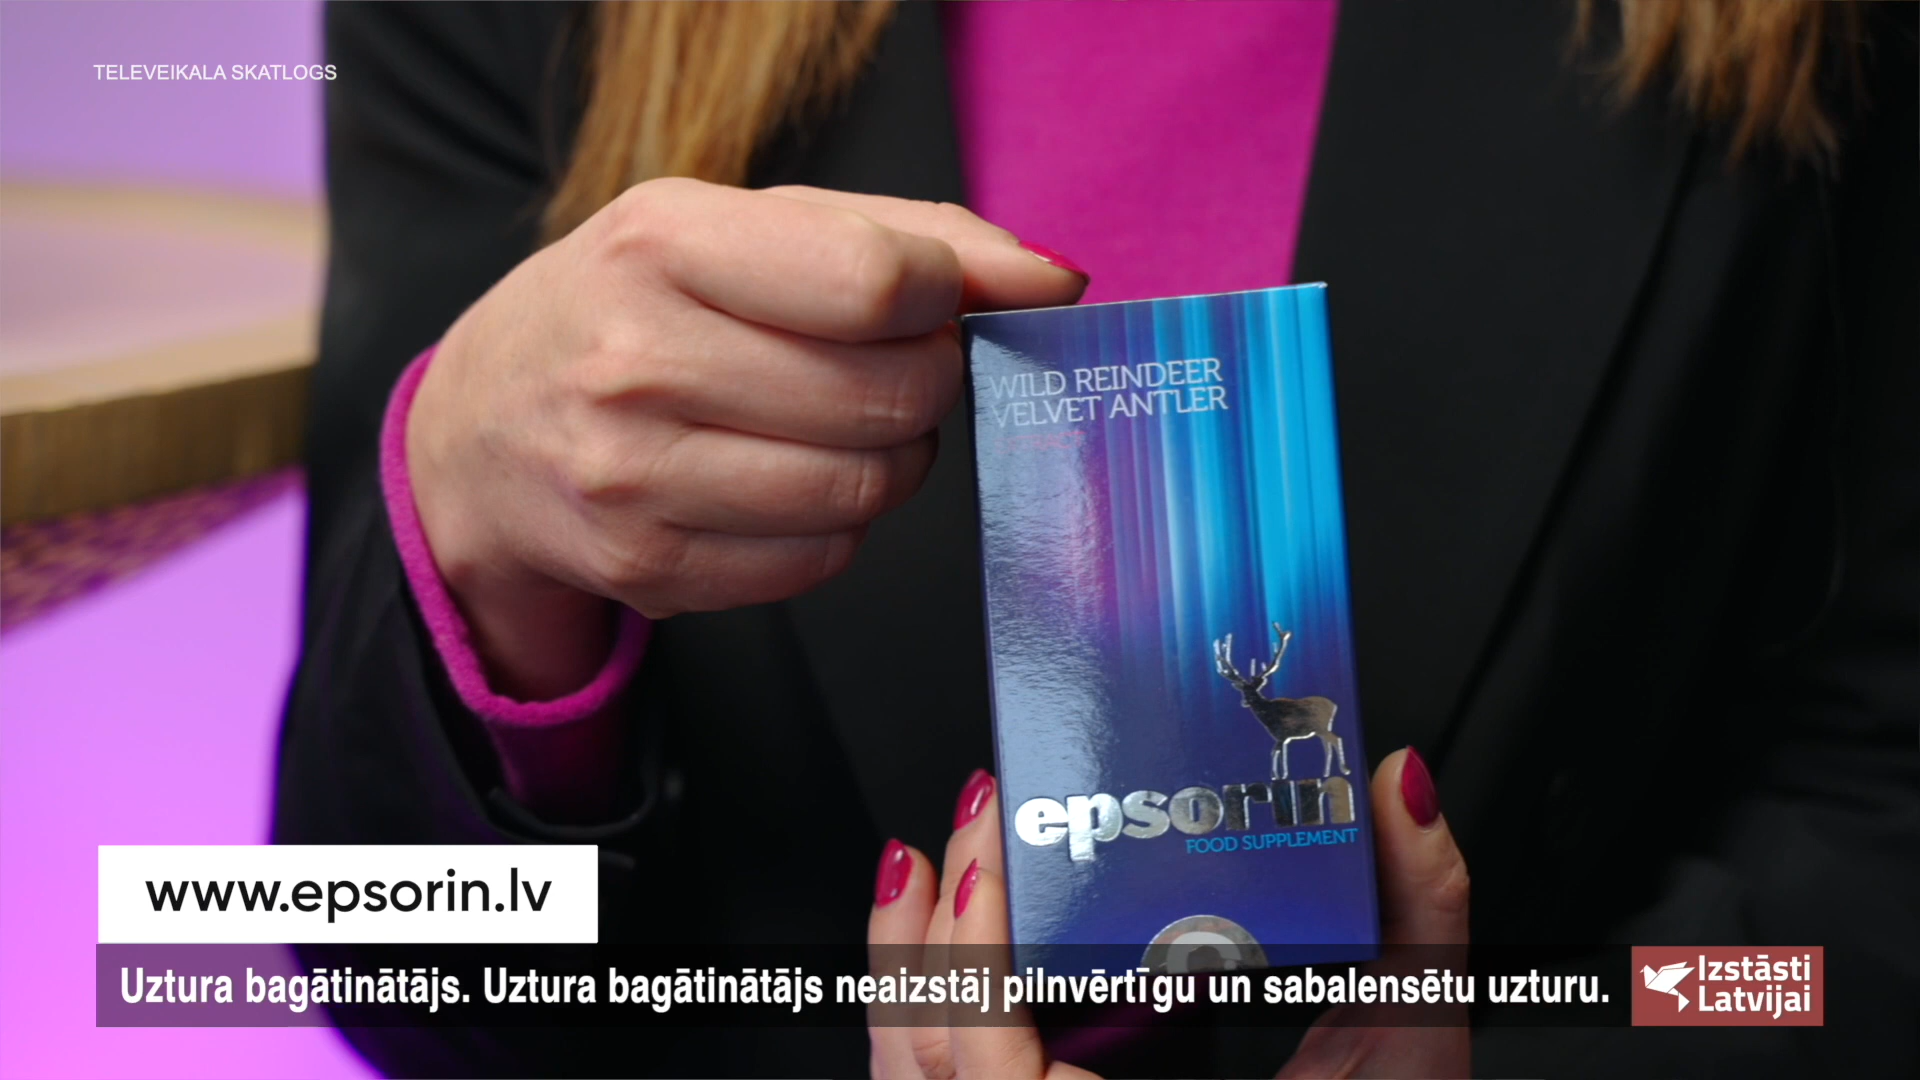 TELEVEIKALA SKATLOGS
WILD REINDEER
VELVET ANTLER
EXTRACT
epsorin
FOOD SUPPLEMENT
www.epsorin.lv
Uztura bagātinātājs. Uztura bagātinātājs neaizstāj pilnvērtīgu un sabalensētu uzturu.
Izstāsti
Latvijai